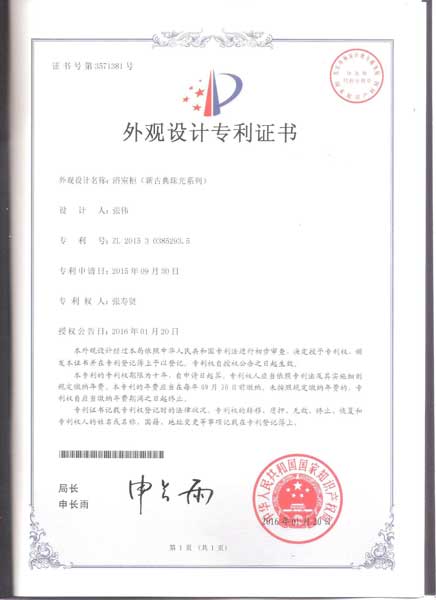 证书号第3571381号
外观设计专利证书
外观设计名称:浴室柜(新古典珠光系列)
设 计 人:张伟
专 利 号:ZL 2015 3 0385293.5
专利申请日:2015年09月30日
专 利 权 人:张寿贤
授权公告日:2016年01月20日
本外观设计经过本局依照中华人民共和国专利法进行初步审查,决定授予专利权,颁
发本证书并在专利登记簿上予以登记。专利权自授权公告之日起生效。
本专利的专利权期限为十年,自申请日起算。专利权人应当依照专利法及其实施细则
规定缴纳年费。本专利的年费应当在每年09月30日前缴纳。未按照规定缴纳年费的,专利
权自应当缴纳年费期满之日起终止。
专利证书记载专利权登记时的法律状况。专利权的转移、质押、无效、终止、恢复和
专利权人的姓名或名称、国籍、地址变更等事项记载在专利登记簿上。
局长
申长雨
申长雨
中华人民共和国国家知识产权局
2016年01月20日
第 1 页 (共 1 页)